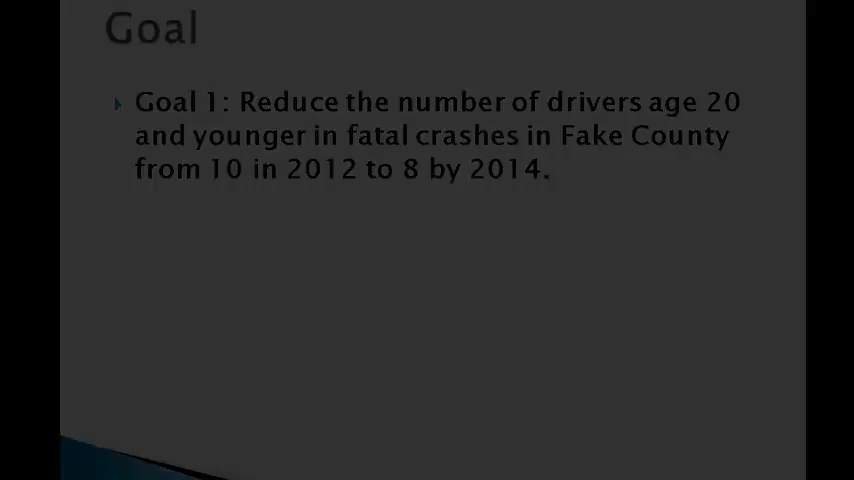 Goal
Goal 1: Reduce the number of drivers age 20
and younger in fatal crashes in Fake County
from 10 in 2012 to 8 by 2014.